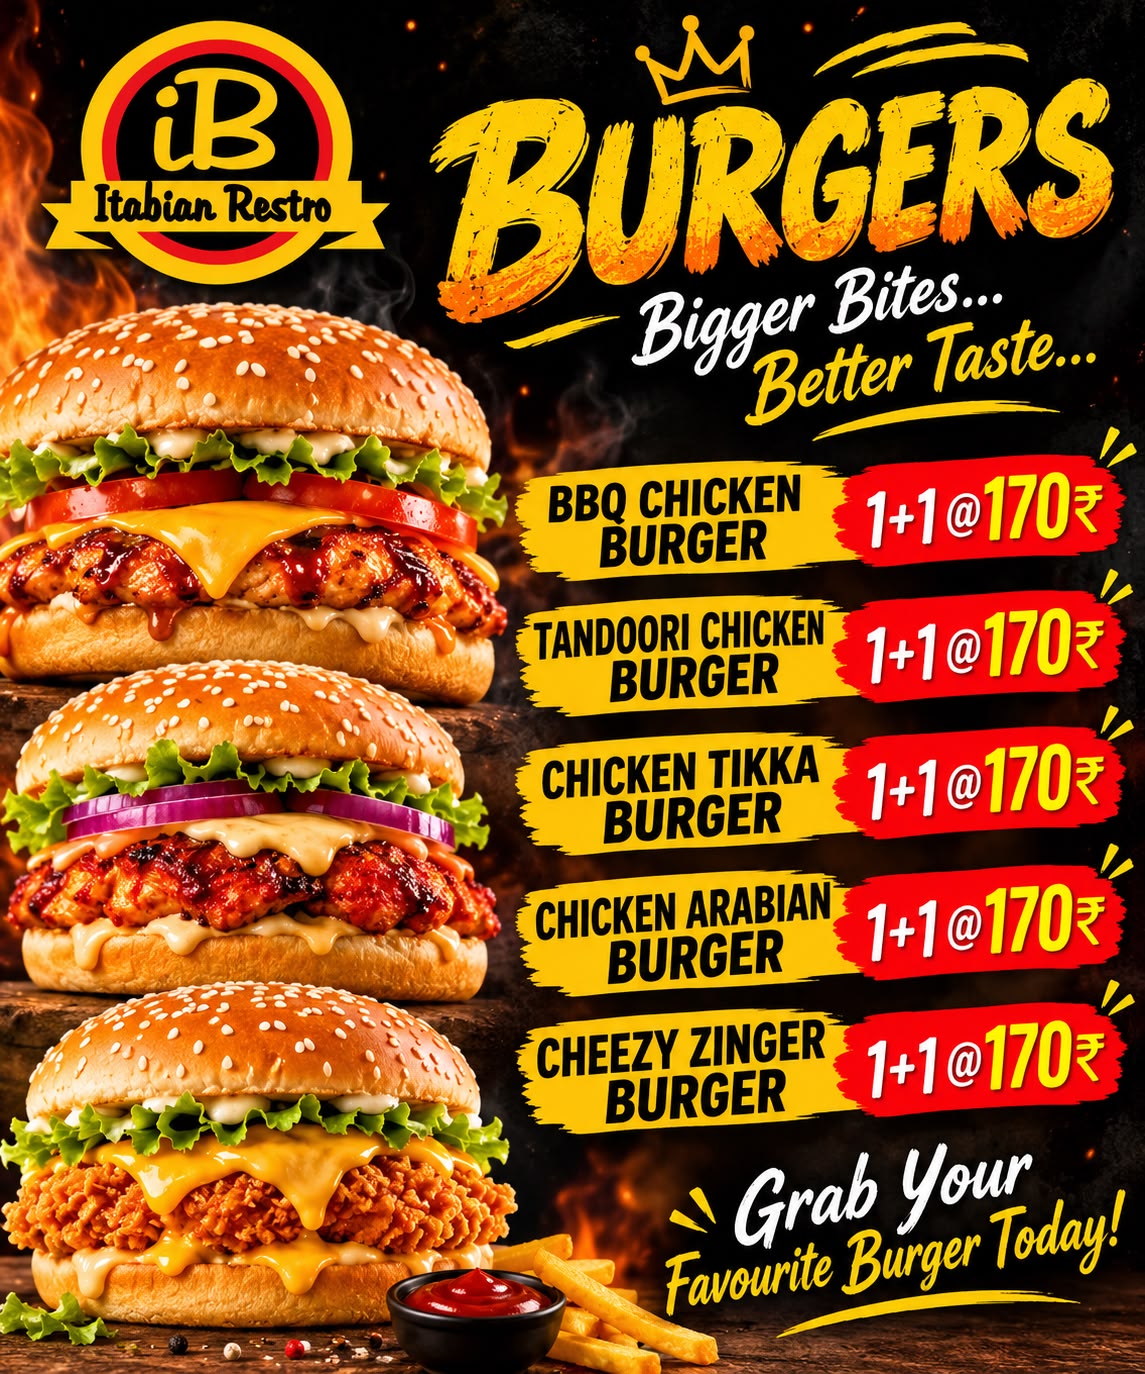 iB
Itabian Restro
BURGERS
Bigger Bites...
Better Taste...
BBQ CHICKEN
BURGER
1+1@170₹
TANDOORI CHICKEN
BURGER
1+1@170₹
CHICKEN TIKKA
BURGER
1+1@170₹
CHICKEN ARABIAN
BURGER
1+1@170₹
CHEEZY ZINGER
BURGER
1+1@170₹
Grab Your
Favourite Burger Today!